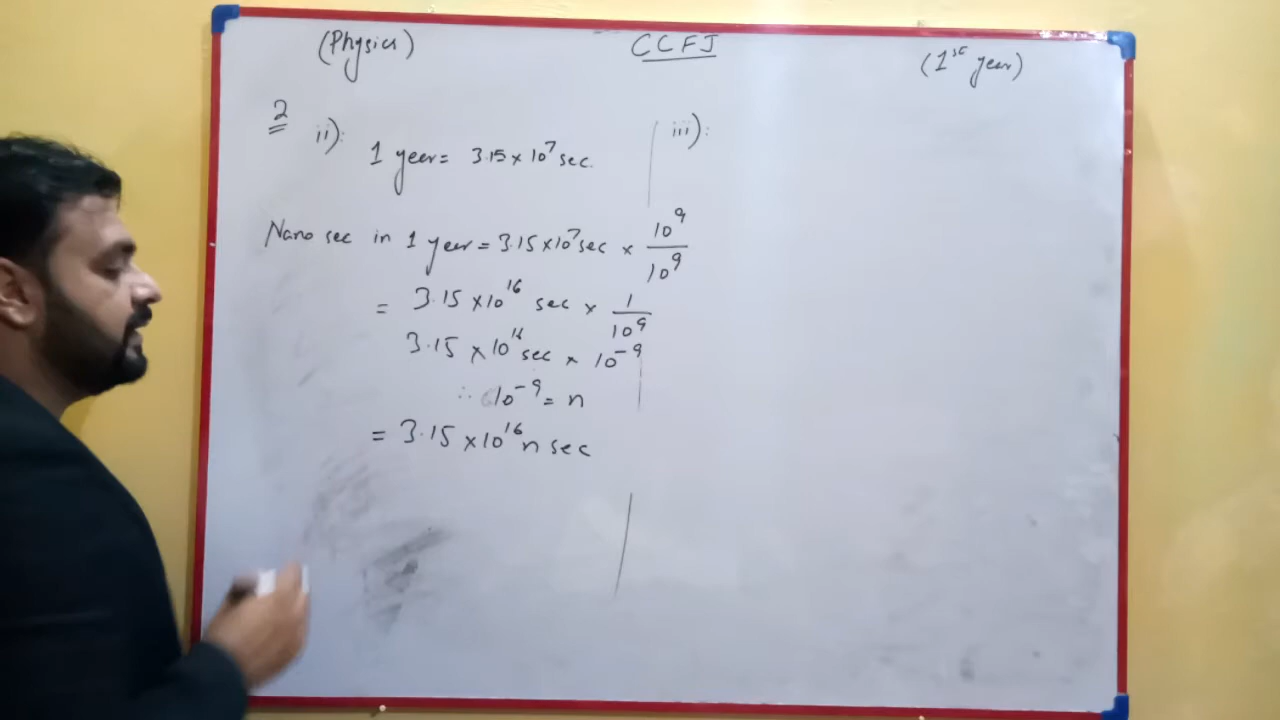 (Physics) CCFJ (1st year)
2
ii): iii):
1 year = 3.15 × 10⁷ sec.
Nano sec in 1 year = 3.15 × 10⁷ sec × 10⁹/10⁹
= 3.15 × 10¹⁶ sec × 1/10⁹
3.15 × 10¹⁶ sec × 10⁻⁹
∴ 10⁻⁹ = n
= 3.15 × 10¹⁶ n sec